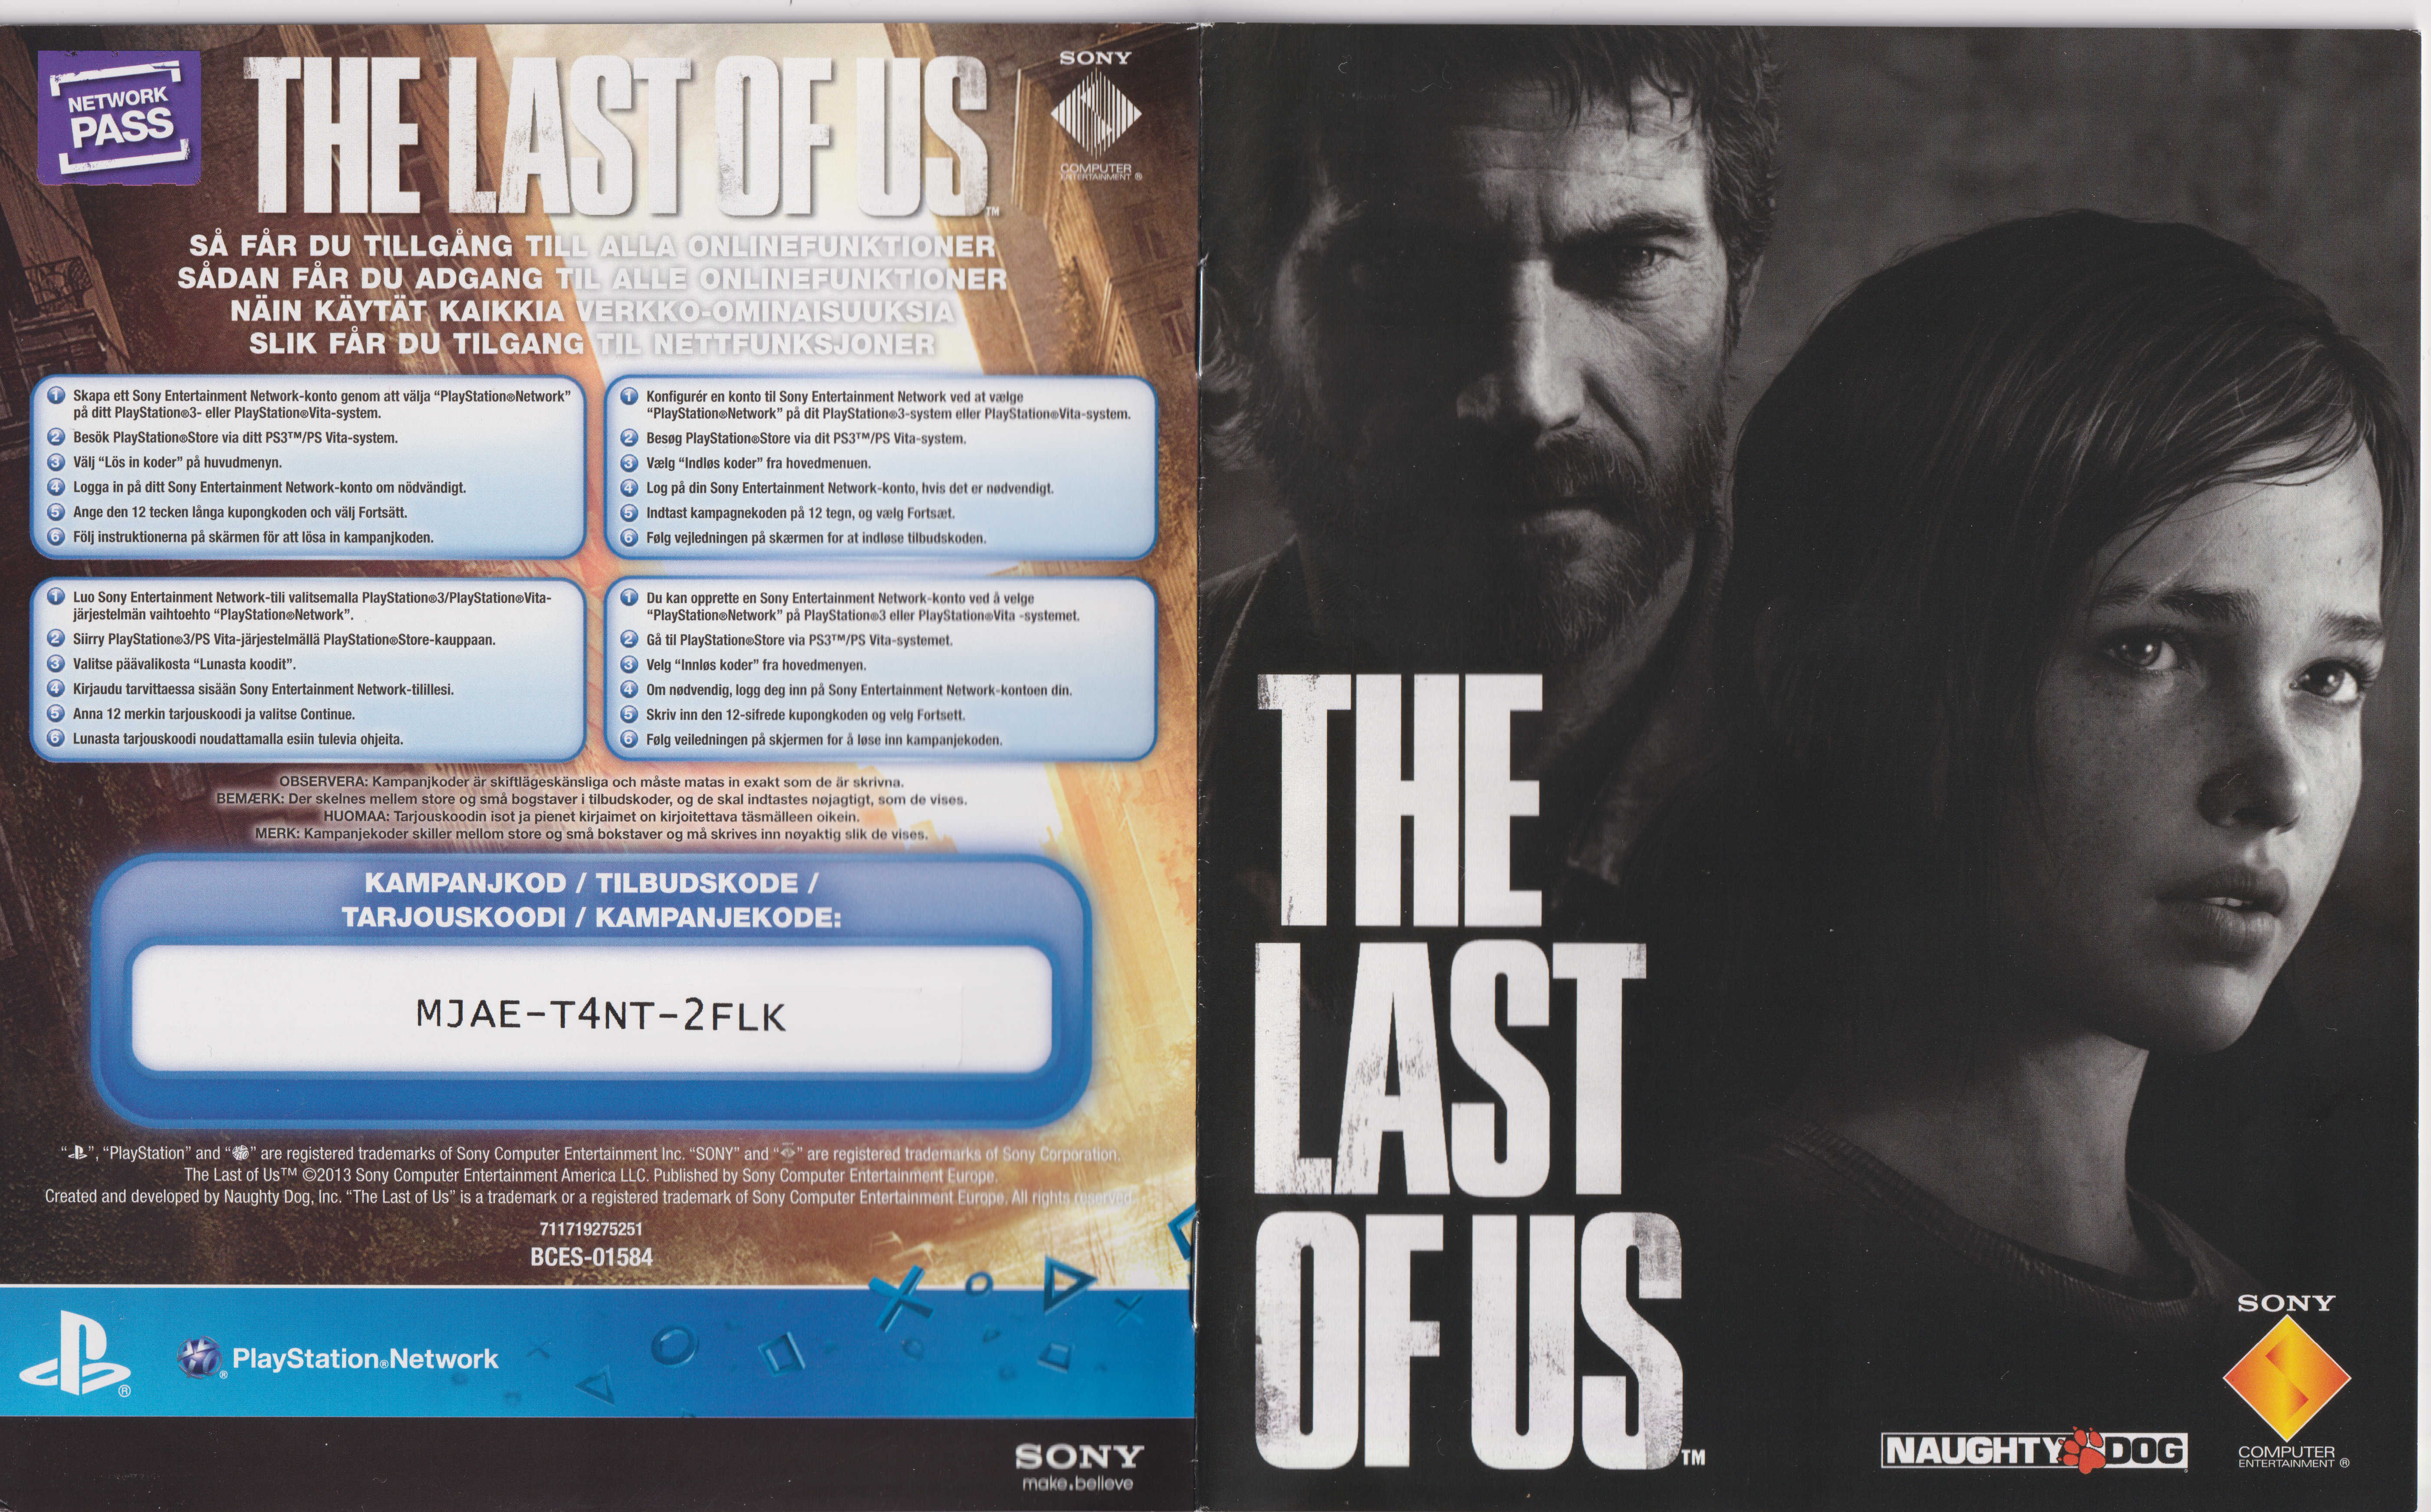 NETWORK
PASS
THE LAST OF US™
SONY
COMPUTER
ENTERTAINMENT ®
SÅ FÅR DU TILLGÅNG TILL ALLA ONLINEFUNKTIONER
SÅDAN FÅR DU ADGANG TIL ALLE ONLINEFUNKTIONER
NÄIN KÄYTÄT KAIKKIA VERKKO-OMINAISUUKSIA
SLIK FÅR DU TILGANG TIL NETTFUNKSJONER
1 Skapa ett Sony Entertainment Network-konto genom att välja “PlayStation®Network”
på ditt PlayStation®3- eller PlayStation®Vita-system.
2 Besök PlayStation®Store via ditt PS3™/PS Vita-system.
3 Välj “Lös in koder” på huvudmenyn.
4 Logga in på ditt Sony Entertainment Network-konto om nödvändigt.
5 Ange den 12 tecken långa kupongkoden och välj Fortsätt.
6 Följ instruktionerna på skärmen för att lösa in kampanjkoden.
1 Konfigurér en konto til Sony Entertainment Network ved at vælge
“PlayStation®Network” på dit PlayStation®3-system eller PlayStation®Vita-system.
2 Besøg PlayStation®Store via dit PS3™/PS Vita-system.
3 Vælg “Indløs koder” fra hovedmenuen.
4 Log på din Sony Entertainment Network-konto, hvis det er nødvendigt.
5 Indtast kampagnekoden på 12 tegn, og vælg Fortsæt.
6 Følg vejledningen på skærmen for at indløse tilbudskoden.
1 Luo Sony Entertainment Network-tili valitsemalla PlayStation®3/PlayStation®Vita-
järjestelmän vaihtoehto “PlayStation®Network”.
2 Siirry PlayStation®3/PS Vita-järjestelmällä PlayStation®Store-kauppaan.
3 Valitse päävalikosta “Lunasta koodit”.
4 Kirjaudu tarvittaessa sisään Sony Entertainment Network-tilillesi.
5 Anna 12 merkin tarjouskoodi ja valitse Continue.
6 Lunasta tarjouskoodi noudattamalla esiin tulevia ohjeita.
1 Du kan opprette en Sony Entertainment Network-konto ved å velge
“PlayStation®Network” på PlayStation®3 eller PlayStation®Vita -systemet.
2 Gå til PlayStation®Store via PS3™/PS Vita-systemet.
3 Velg “Innløs koder” fra hovedmenyen.
4 Om nødvendig, logg deg inn på Sony Entertainment Network-kontoen din.
5 Skriv inn den 12-sifrede kupongkoden og velg Fortsett.
6 Følg veiledningen på skjermen for å løse inn kampanjekoden.
OBSERVERA: Kampanjkoder är skiftlägeskänsliga och måste matas in exakt som de är skrivna.
BEMÆRK: Der skelnes mellem store og små bogstaver i tilbudskoder, og de skal indtastes nøjagtigt, som de vises.
HUOMAA: Tarjouskoodin isot ja pienet kirjaimet on kirjoitettava täsmälleen oikein.
MERK: Kampanjekoder skiller mellom store og små bokstaver og må skrives inn nøyaktig slik de vises.
KAMPANJKOD / TILBUDSKODE /
TARJOUSKOODI / KAMPANJEKODE:
MJAE-T4NT-2FLK
“ ”, “PlayStation” and “ ” are registered trademarks of Sony Computer Entertainment Inc. “SONY” and “ ” are registered trademarks of Sony Corporation.
The Last of Us™ ©2013 Sony Computer Entertainment America LLC. Published by Sony Computer Entertainment Europe.
Created and developed by Naughty Dog, Inc. “The Last of Us” is a trademark or a registered trademark of Sony Computer Entertainment Europe. All rights reserved
711719275251
BCES-01584
PlayStation®Network
SONY
make.believe
THE
LAST
OF US™
NAUGHTY DOG
SONY
COMPUTER
ENTERTAINMENT ®